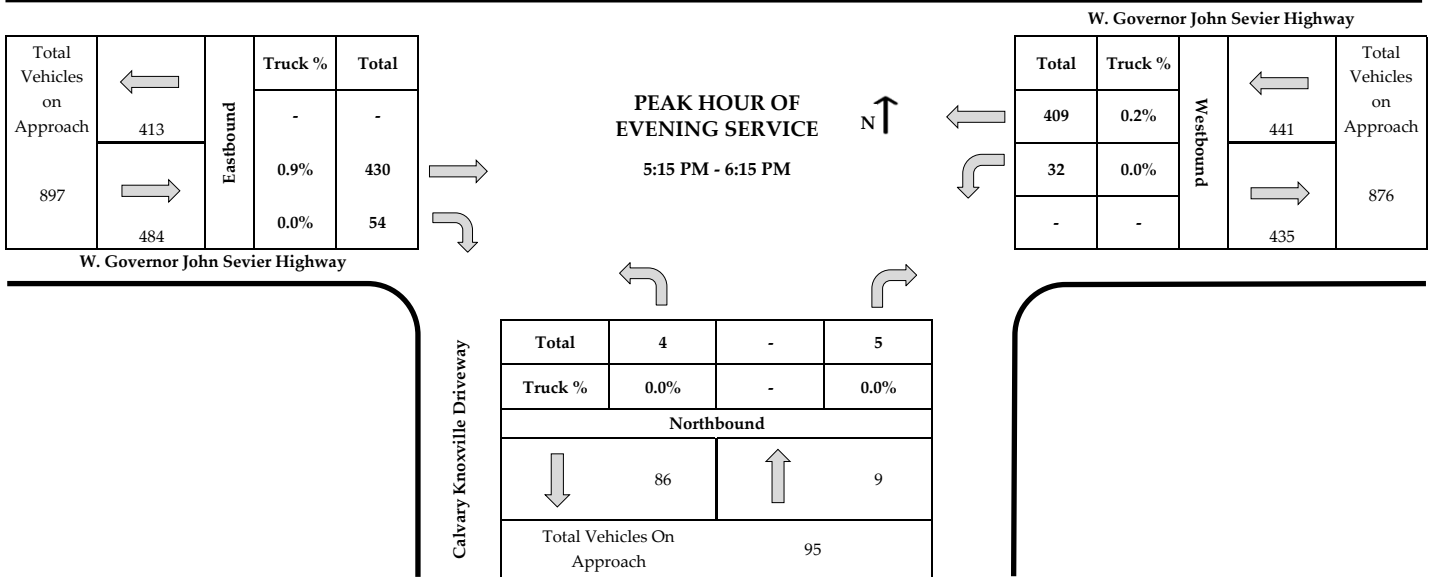 W. Governor John Sevier Highway
Total
Vehicles
on
Approach
897
413
484
Eastbound
Truck % Total
- -
0.9% 430
0.0% 54
W. Governor John Sevier Highway
PEAK HOUR OF
EVENING SERVICE
N
5:15 PM - 6:15 PM
Total Truck %
409 0.2%
32 0.0%
- -
Westbound
441
435
Total
Vehicles
on
Approach
876
Calvary Knoxville Driveway
Total 4 - 5
Truck % 0.0% - 0.0%
Northbound
86 9
Total Vehicles On
Approach
95